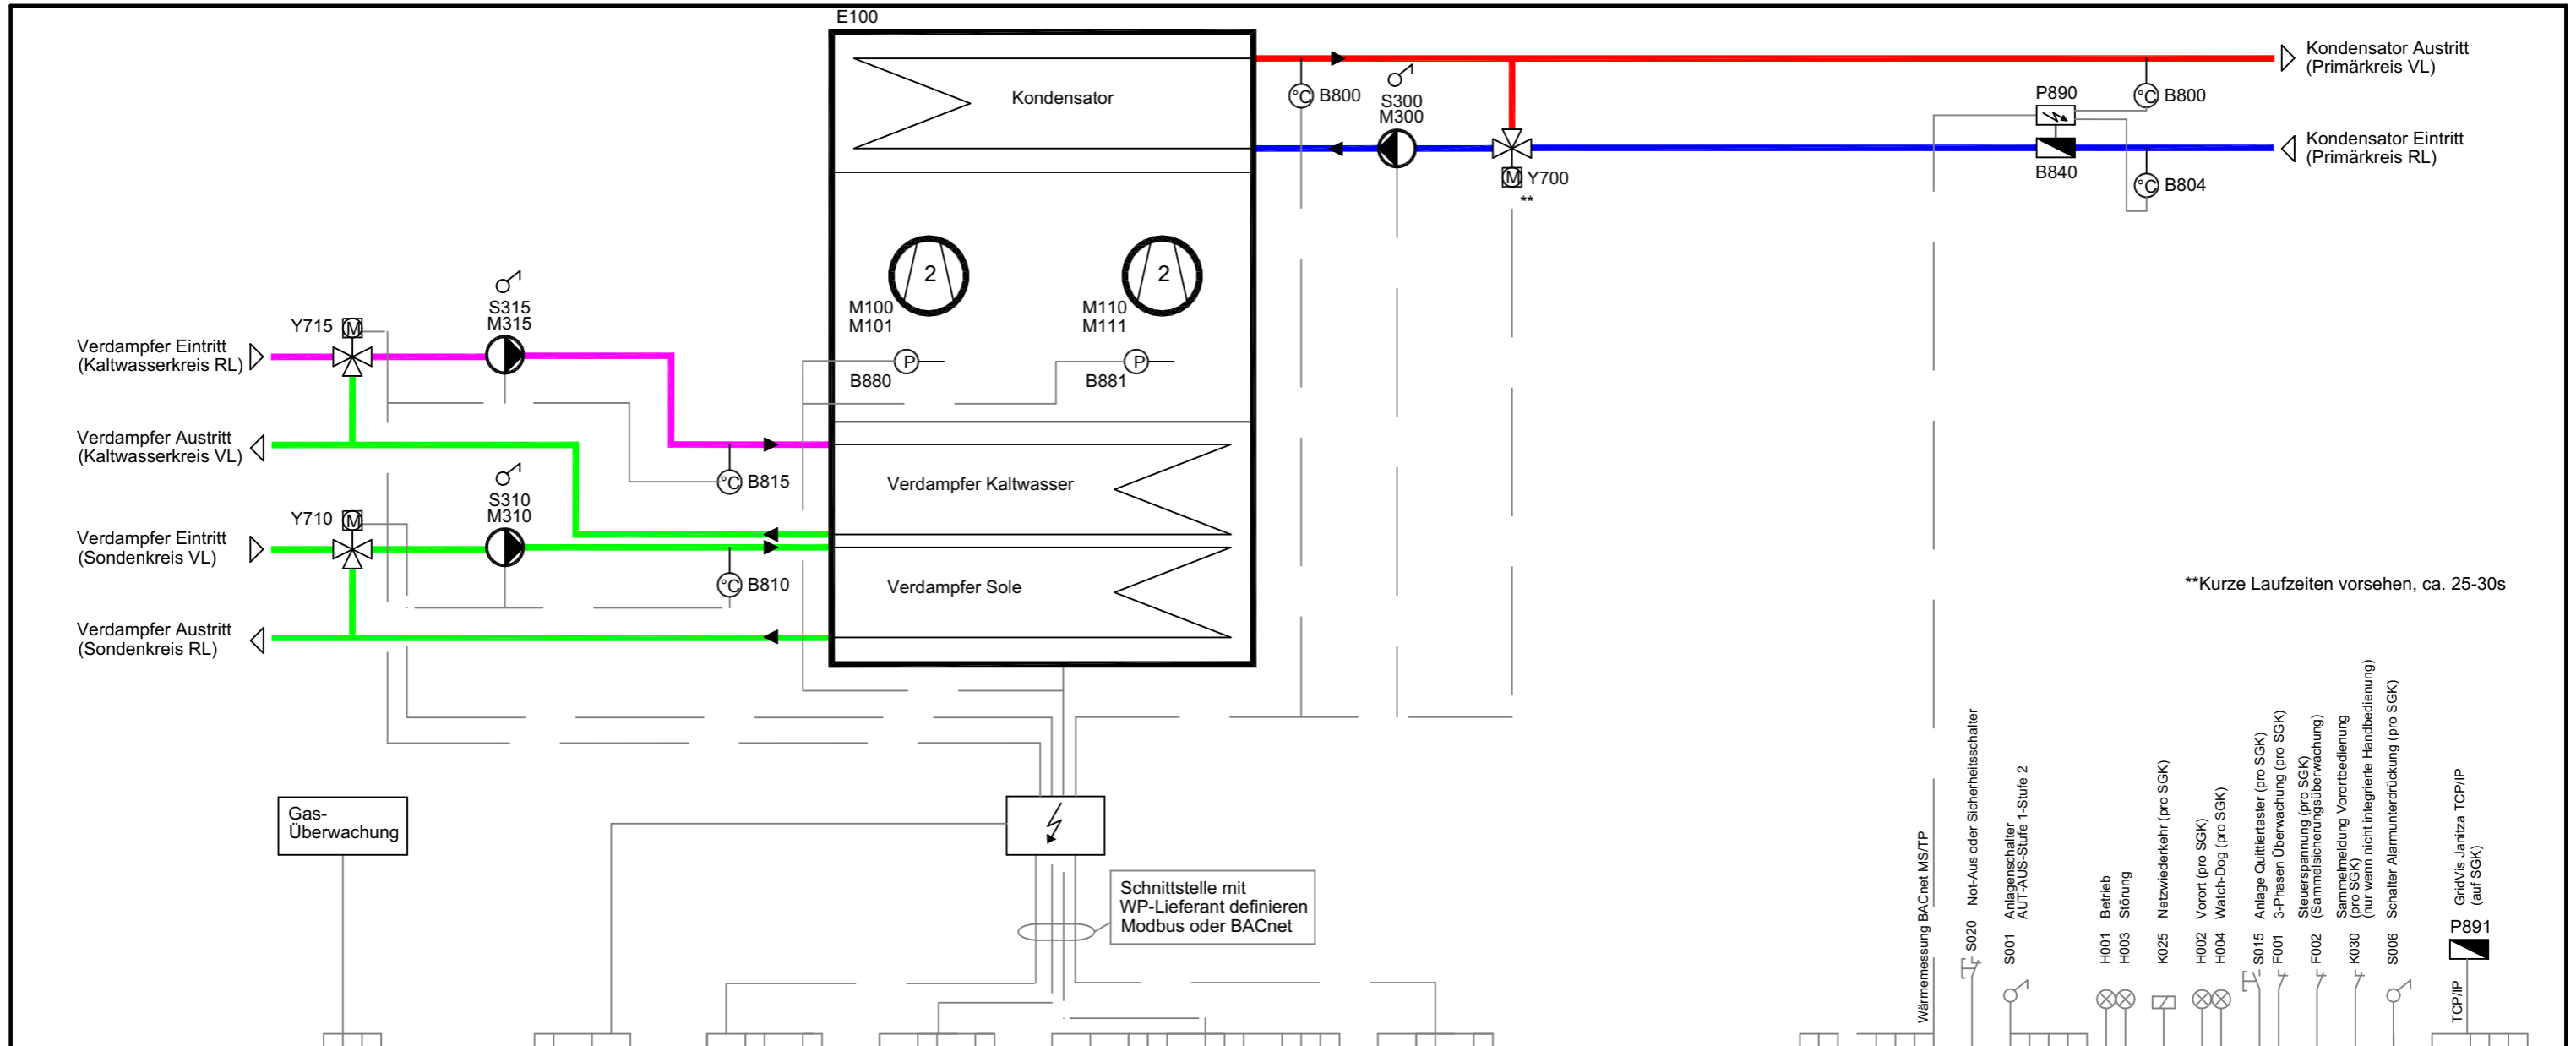 E100
Kondensator
Kondensator Austritt
(Primärkreis VL)
°C B800
S300
M300
P890
°C B800
Kondensator Eintritt
(Primärkreis RL)
M Y700
**
B840
°C B804
2
2
M100
M101
M110
M111
S315
M315
Y715 M
Verdampfer Eintritt
(Kaltwasserkreis RL)
P
B880
P
B881
Verdampfer Austritt
(Kaltwasserkreis VL)
°C B815
Verdampfer Kaltwasser
S310
M310
Y710 M
Verdampfer Eintritt
(Sondenkreis VL)
°C B810
Verdampfer Sole
**Kurze Laufzeiten vorsehen, ca. 25-30s
Verdampfer Austritt
(Sondenkreis RL)
Gas-
Überwachung
Schnittstelle mit
WP-Lieferant definieren
Modbus oder BACnet
Wärmemessung BACnet MS/TP
S020 Not-Aus oder Sicherheitsschalter
S001 Anlagenschalter
AUT-AUS-Stufe 1-Stufe 2
H001 Betrieb
H003 Störung
K025 Netzwiederkehr (pro SGK)
H002 Vorort (pro SGK)
H004 Watch-Dog (pro SGK)
S015 Anlage Quittiertaster (pro SGK)
F001 3-Phasen Überwachung (pro SGK)
F002 Steuerspannung (pro SGK)
(Sammelsicherungsüberwachung)
K030 Sammelmeldung Vorortbedienung
(pro SGK)
(nur wenn nicht integrierte Handbedienung)
S006 Schalter Alarmunterdrückung (pro SGK)
GridVis Janitza TCP/IP
(auf SGK)
P891
TCP/IP